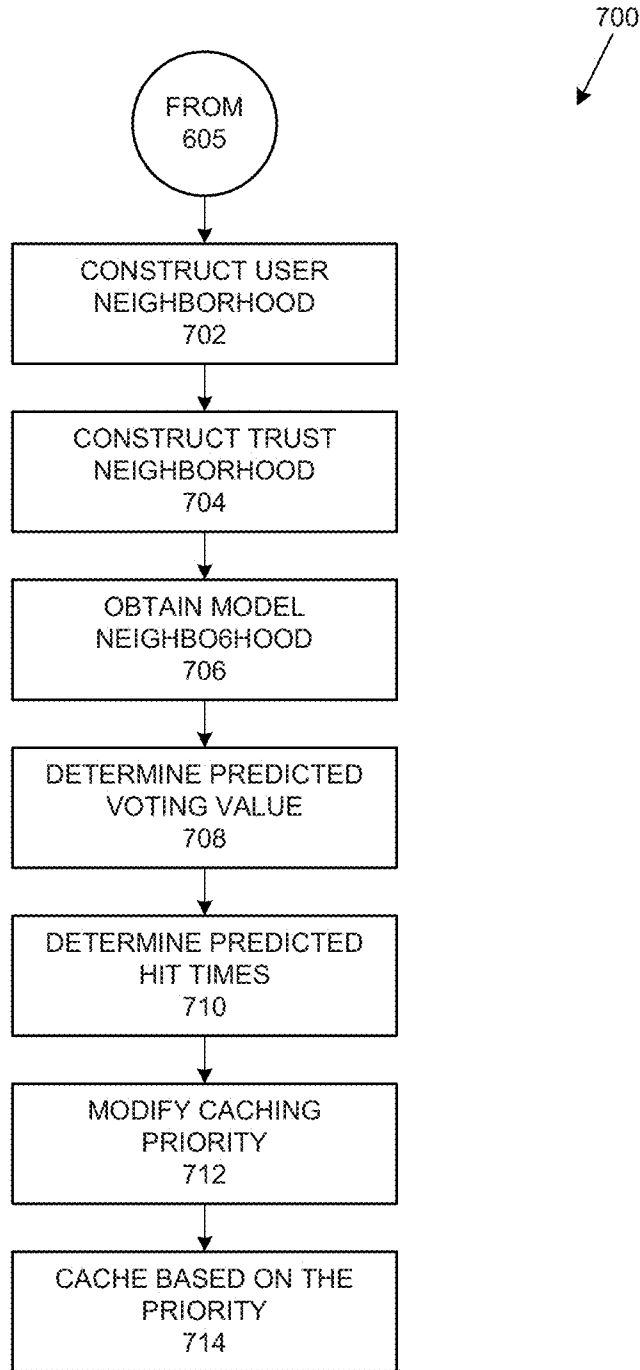 700
FROM
605
CONSTRUCT USER
NEIGHBORHOOD
702
CONSTRUCT TRUST
NEIGHBORHOOD
704
OBTAIN MODEL
NEIGHBO6HOOD
706
DETERMINE PREDICTED
VOTING VALUE
708
DETERMINE PREDICTED
HIT TIMES
710
MODIFY CACHING
PRIORITY
712
CACHE BASED ON THE
PRIORITY
714